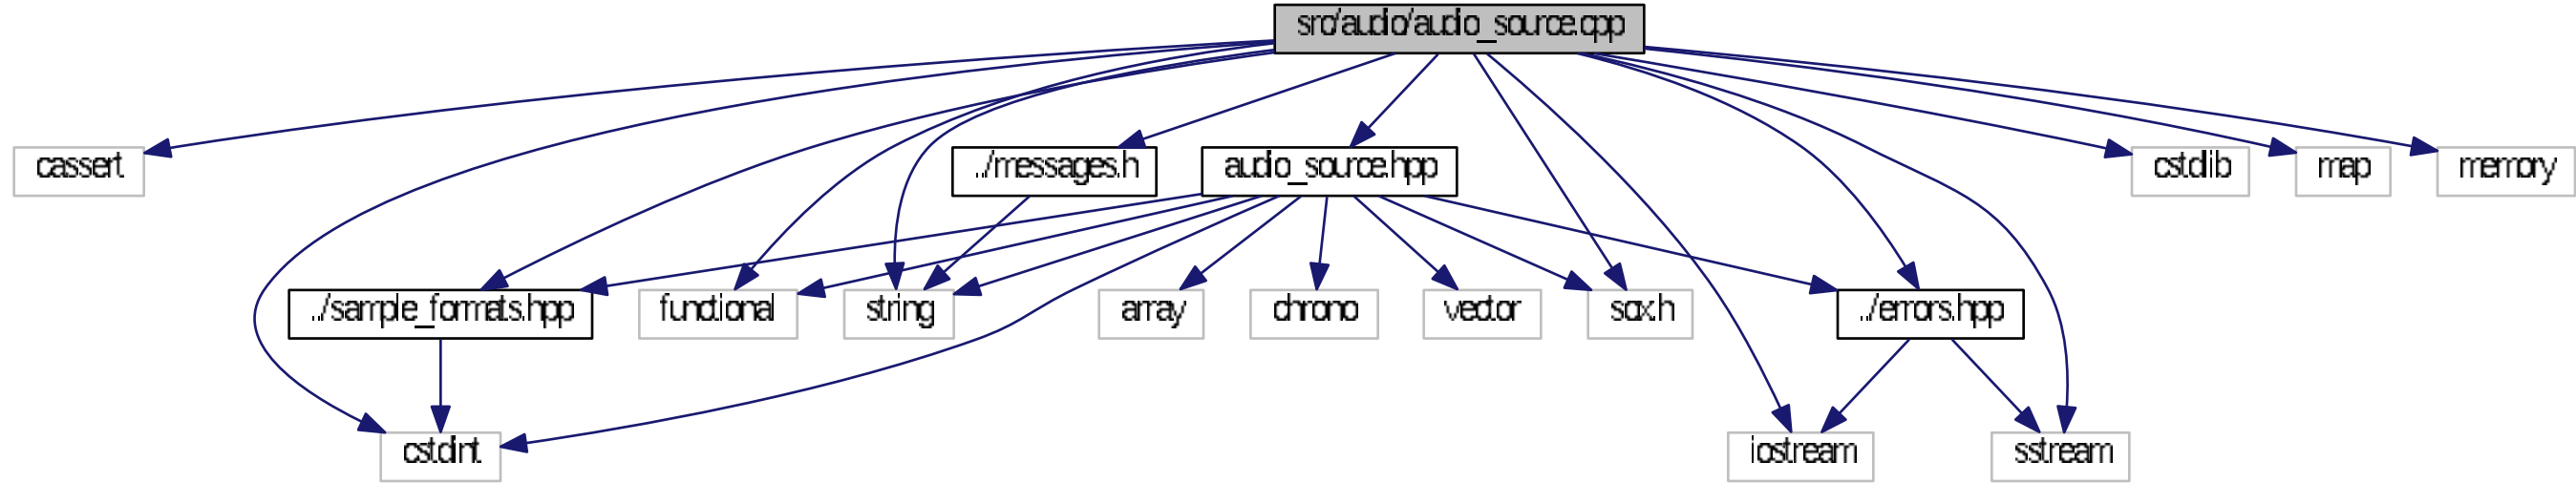 src/audio/audio_source.cpp
cassert
../messages.h
audio_source.hpp
cstdlib
map
memory
../sample_formats.hpp
functional
string
array
chrono
vector
sox.h
../errors.hpp
cstdint
iostream
sstream